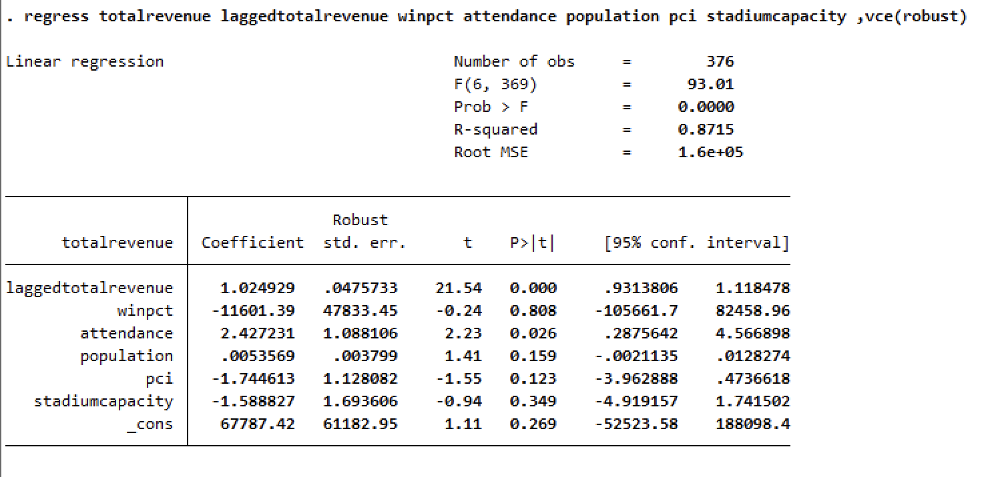 . regress totalrevenue laggedtotalrevenue winpct attendance population pci stadiumcapacity ,vce(robust)
Linear regression Number of obs = 376
F(6, 369) = 93.01
Prob > F = 0.0000
R-squared = 0.8715
Root MSE = 1.6e+05
Robust
totalrevenue Coefficient std. err. t P>|t| [95% conf. interval]
laggedtotalrevenue 1.024929 .0475733 21.54 0.000 .9313806 1.118478
winpct -11601.39 47833.45 -0.24 0.808 -105661.7 82458.96
attendance 2.427231 1.088106 2.23 0.026 .2875642 4.566898
population .0053569 .003799 1.41 0.159 -.0021135 .0128274
pci -1.744613 1.128082 -1.55 0.123 -3.962888 .4736618
stadiumcapacity -1.588827 1.693606 -0.94 0.349 -4.919157 1.741502
_cons 67787.42 61182.95 1.11 0.269 -52523.58 188098.4